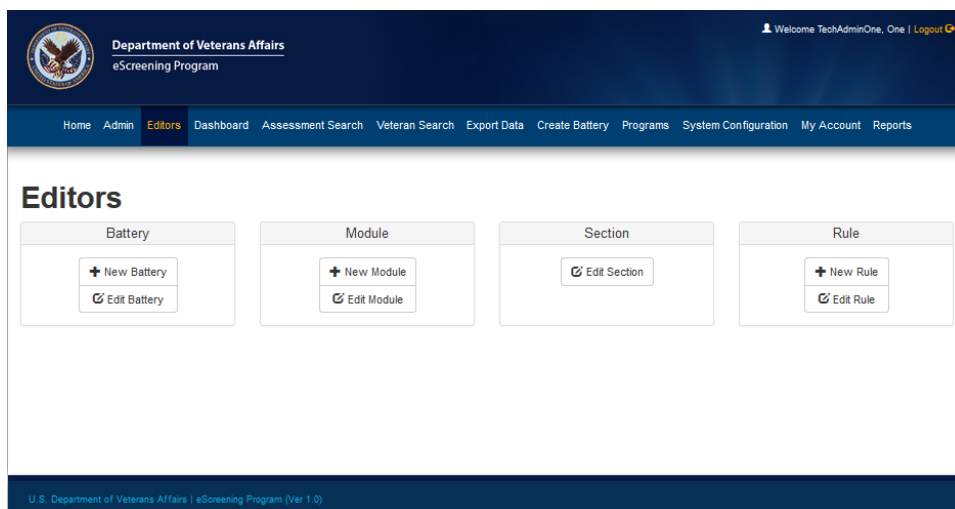 Welcome TechAdminOne, One | Logout
Department of Veterans Affairs
eScreening Program
Home Admin Editors Dashboard Assessment Search Veteran Search Export Data Create Battery Programs System Configuration My Account Reports
Editors
Battery
New Battery
Edit Battery
Module
New Module
Edit Module
Section
Edit Section
Rule
New Rule
Edit Rule
U.S. Department of Veterans Affairs | eScreening Program (Ver 1.0)